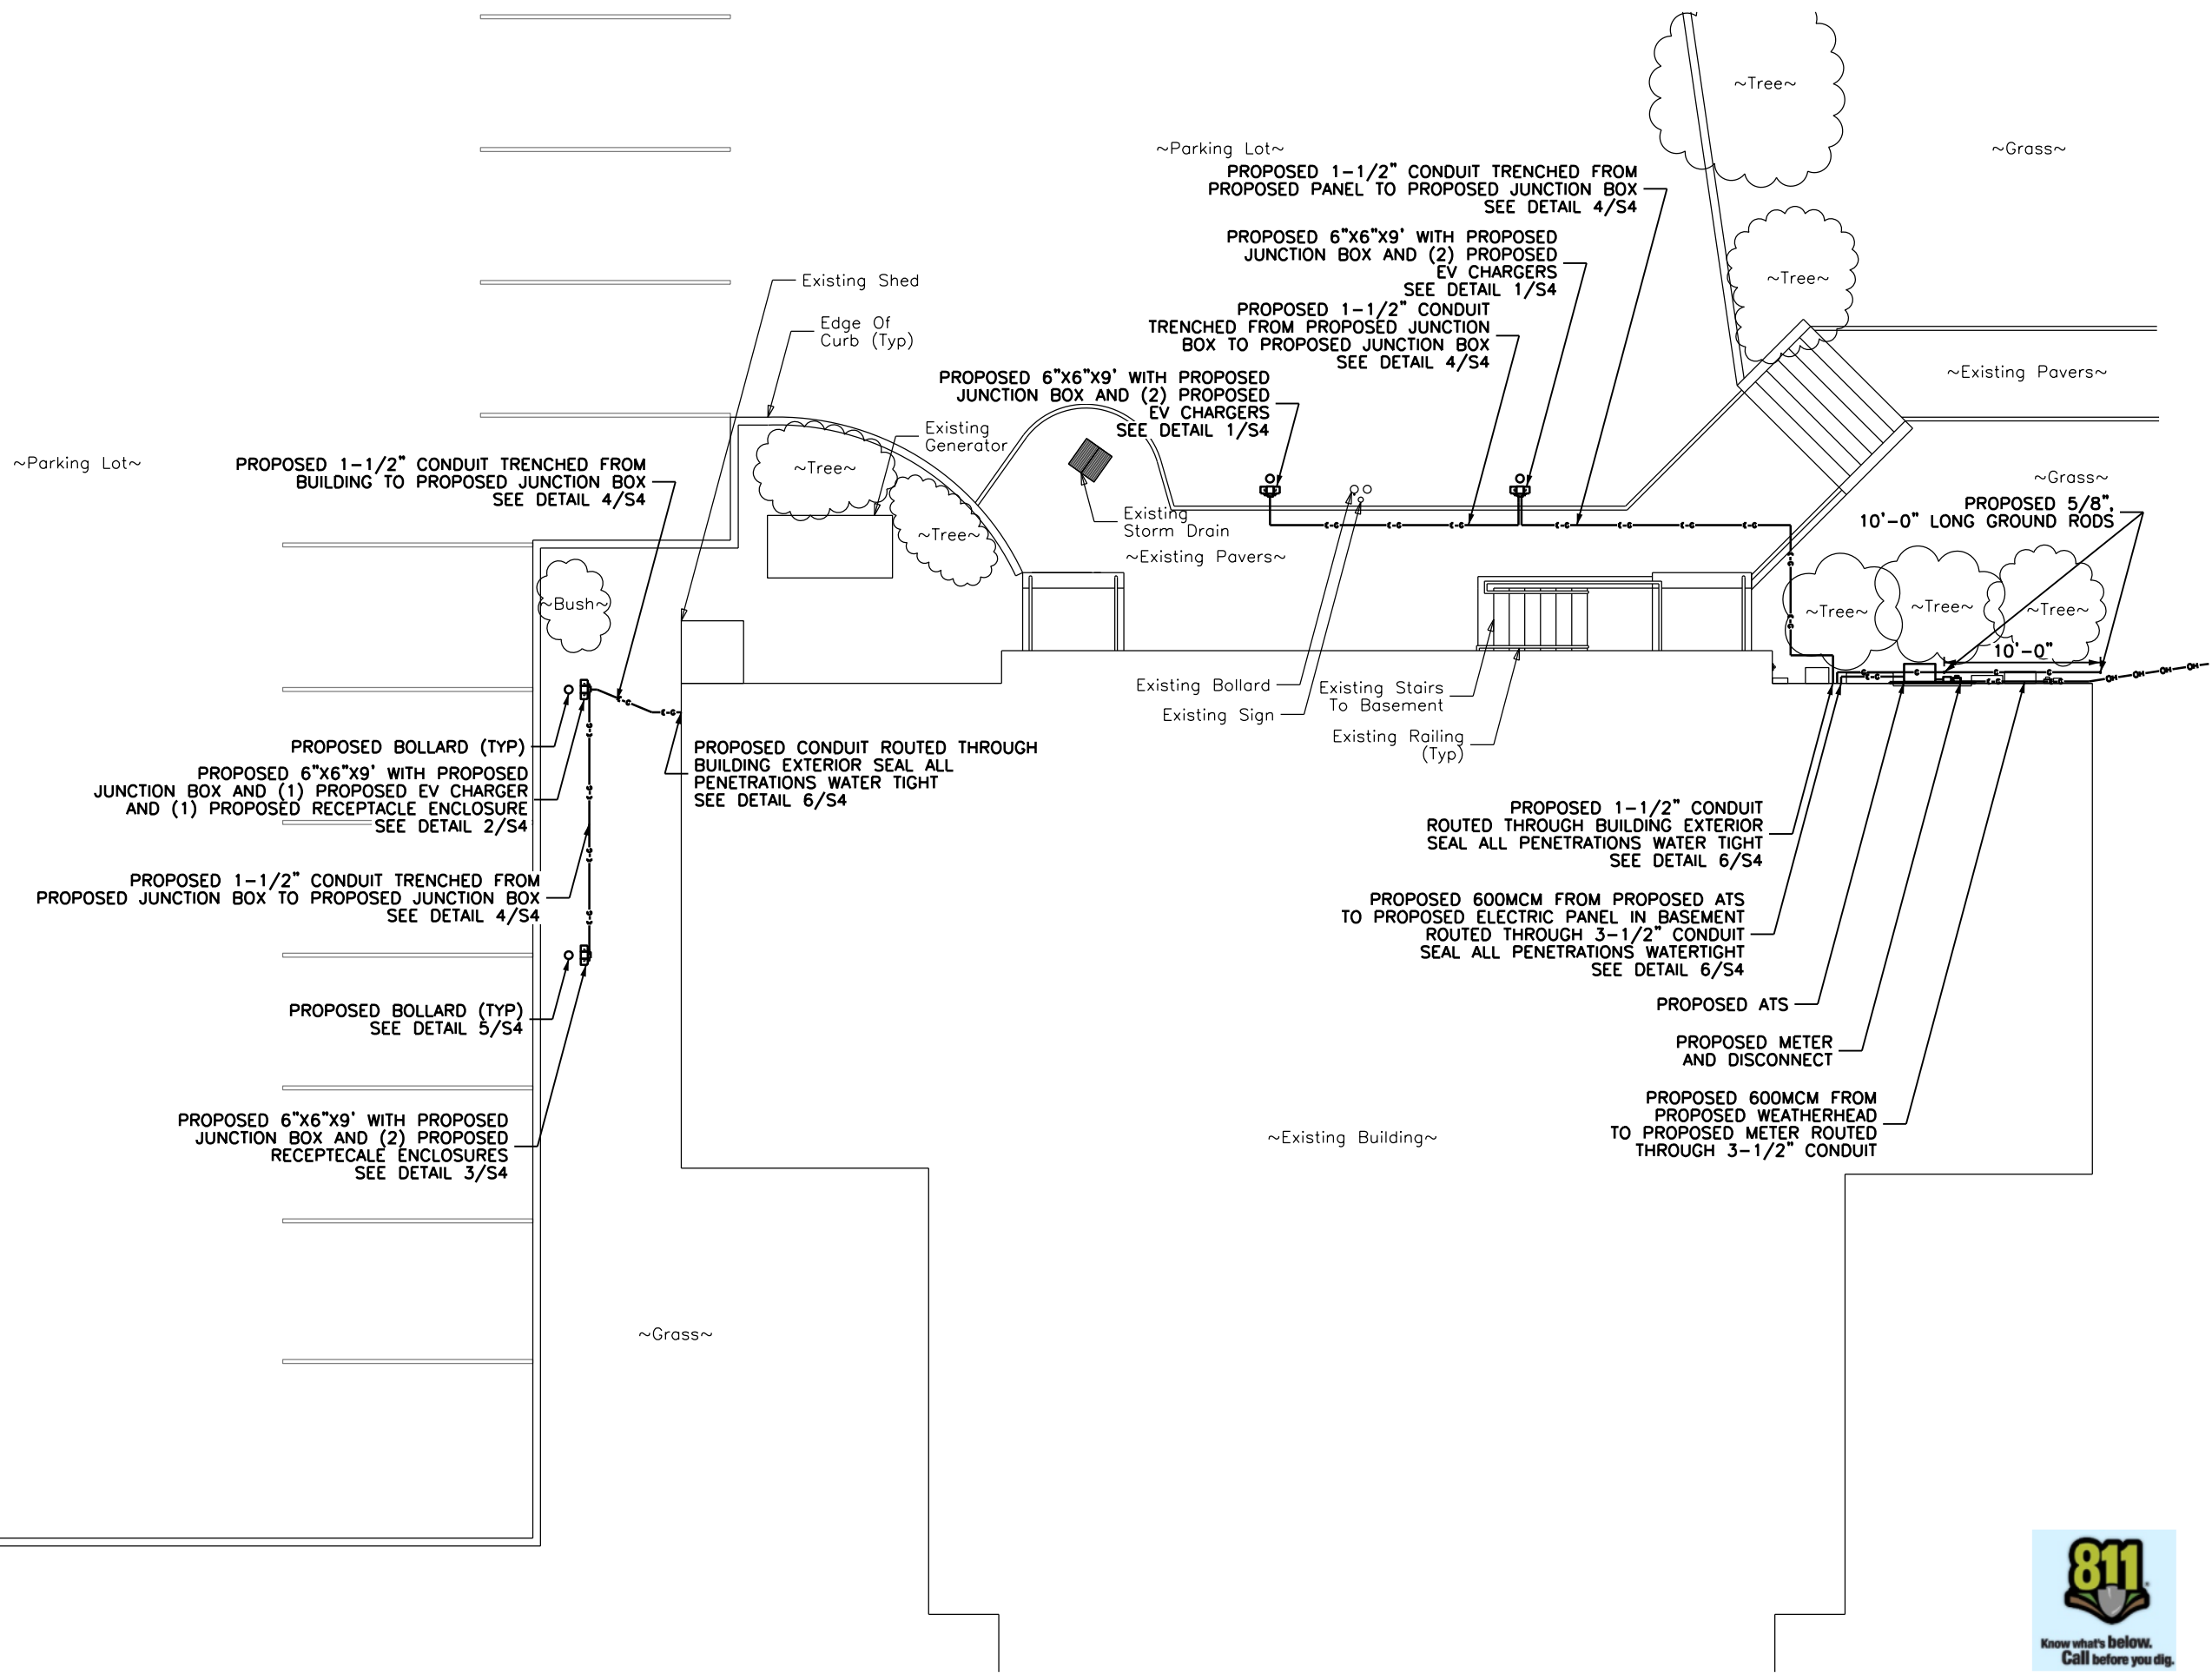 ~Tree~
~Parking Lot~
~Grass~
PROPOSED 1-1/2" CONDUIT TRENCHED FROM
PROPOSED PANEL TO PROPOSED JUNCTION BOX
SEE DETAIL 4/S4
PROPOSED 6"X6"X9' WITH PROPOSED
JUNCTION BOX AND (2) PROPOSED
EV CHARGERS
SEE DETAIL 1/S4
~Tree~
Existing Shed
PROPOSED 1-1/2" CONDUIT
TRENCHED FROM PROPOSED JUNCTION
BOX TO PROPOSED JUNCTION BOX
SEE DETAIL 4/S4
Edge Of
Curb (Typ)
~Existing Pavers~
PROPOSED 6"X6"X9' WITH PROPOSED
JUNCTION BOX AND (2) PROPOSED
EV CHARGERS
SEE DETAIL 1/S4
Existing
Generator
~Parking Lot~
PROPOSED 1-1/2" CONDUIT TRENCHED FROM
BUILDING TO PROPOSED JUNCTION BOX
SEE DETAIL 4/S4
~Tree~
~Grass~
PROPOSED 5/8",
10'-0" LONG GROUND RODS
Existing
Storm Drain
~Tree~
~Existing Pavers~
C-G C-G C-G C-G C-G C-G C-G
C-G
C-G
~Bush~
~Tree~
~Tree~
~Tree~
10'-0"
G G G
C-G C-G
OH OH OH OH
Existing Bollard
Existing Sign
Existing Stairs
To Basement
Existing Railing
(Typ)
C-G C-G
C-G
C-G
C-G
C-G
PROPOSED BOLLARD (TYP)
PROPOSED CONDUIT ROUTED THROUGH
BUILDING EXTERIOR SEAL ALL
PENETRATIONS WATER TIGHT
SEE DETAIL 6/S4
PROPOSED 6"X6"X9' WITH PROPOSED
JUNCTION BOX AND (1) PROPOSED EV CHARGER
AND (1) PROPOSED RECEPTACLE ENCLOSURE
SEE DETAIL 2/S4
PROPOSED 1-1/2" CONDUIT
ROUTED THROUGH BUILDING EXTERIOR
SEAL ALL PENETRATIONS WATER TIGHT
SEE DETAIL 6/S4
PROPOSED 1-1/2" CONDUIT TRENCHED FROM
PROPOSED JUNCTION BOX TO PROPOSED JUNCTION BOX
SEE DETAIL 4/S4
PROPOSED 600MCM FROM PROPOSED ATS
TO PROPOSED ELECTRIC PANEL IN BASEMENT
ROUTED THROUGH 3-1/2" CONDUIT
SEAL ALL PENETRATIONS WATERTIGHT
SEE DETAIL 6/S4
PROPOSED BOLLARD (TYP)
SEE DETAIL 5/S4
PROPOSED ATS
PROPOSED METER
AND DISCONNECT
PROPOSED 6"X6"X9' WITH PROPOSED
JUNCTION BOX AND (2) PROPOSED
RECEPTECALE ENCLOSURES
SEE DETAIL 3/S4
PROPOSED 600MCM FROM
PROPOSED WEATHERHEAD
TO PROPOSED METER ROUTED
THROUGH 3-1/2" CONDUIT
~Existing Building~
~Grass~
811
Know what's below.
Call before you dig.